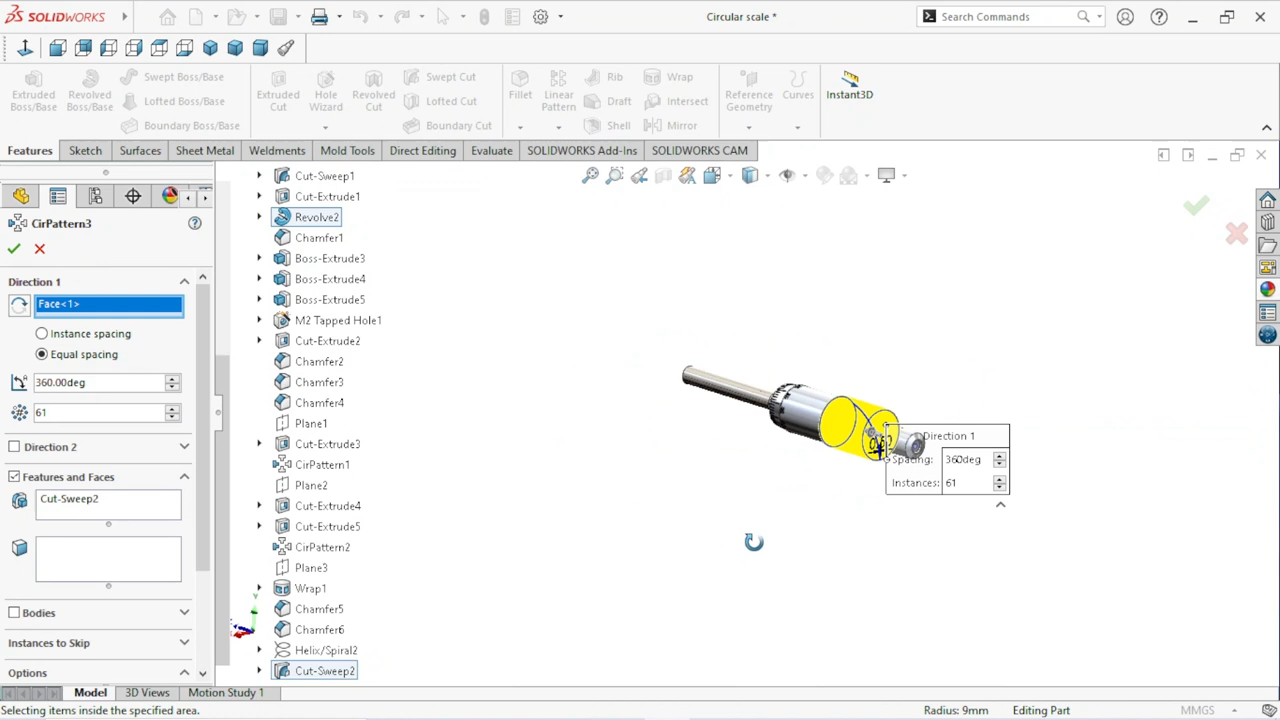 SOLIDWORKS
Circular scale *
Search Commands
Extruded Boss/Base
Revolved Boss/Base
Swept Boss/Base
Lofted Boss/Base
Boundary Boss/Base
Extruded Cut
Hole Wizard
Revolved Cut
Swept Cut
Lofted Cut
Boundary Cut
Fillet
Linear Pattern
Rib
Draft
Shell
Wrap
Intersect
Mirror
Reference Geometry
Curves
Instant3D
Features
Sketch
Surfaces
Sheet Metal
Weldments
Mold Tools
Direct Editing
Evaluate
SOLIDWORKS Add-Ins
SOLIDWORKS CAM
CirPattern3
Direction 1
Face<1>
Instance spacing
Equal spacing
360.00deg
61
Direction 2
Features and Faces
Cut-Sweep2
Bodies
Instances to Skip
Options
Cut-Sweep1
Cut-Extrude1
Revolve2
Chamfer1
Boss-Extrude3
Boss-Extrude4
Boss-Extrude5
M2 Tapped Hole1
Cut-Extrude2
Chamfer2
Chamfer3
Chamfer4
Plane1
Cut-Extrude3
CirPattern1
Plane2
Cut-Extrude4
Cut-Extrude5
CirPattern2
Plane3
Wrap1
Chamfer5
Chamfer6
Helix/Spiral2
Cut-Sweep2
Direction 1
Spacing: 360deg
Instances: 61
Model
3D Views
Motion Study 1
Selecting items inside the specified area.
Radius: 9mm
Editing Part
MMGS